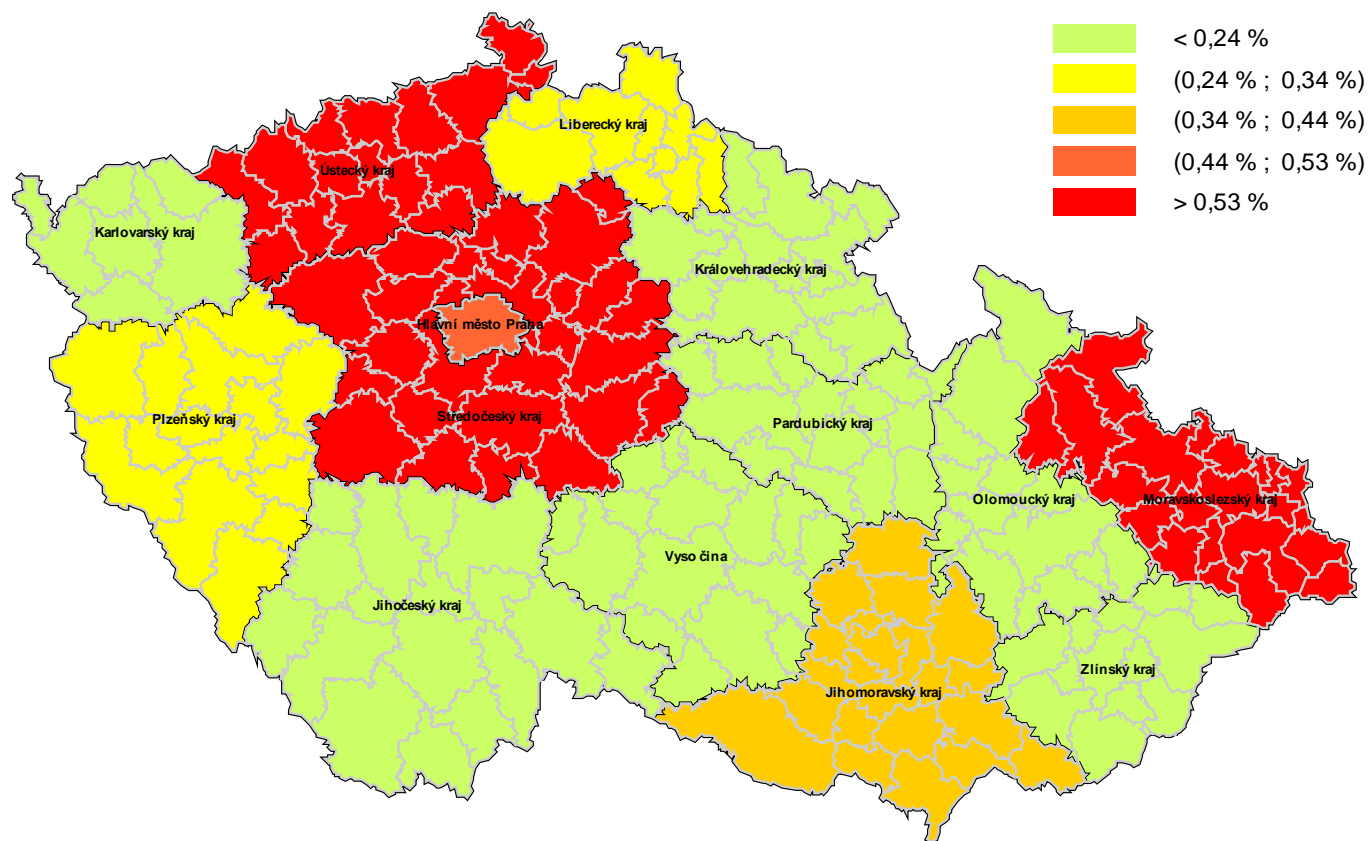 < 0,24 %
(0,24 % ; 0,34 %)
(0,34 % ; 0,44 %)
(0,44 % ; 0,53 %)
> 0,53 %
Liberecký kraj
Ústecký kraj
Karlovarský kraj
Královehradecký kraj
Hlavní město Praha
Plzeňský kraj
Středočeský kraj
Pardubický kraj
Olomoucký kraj
Moravskoslezský kraj
Vyso čina
Jihočeský kraj
Zlínský kraj
Jihomoravský kraj